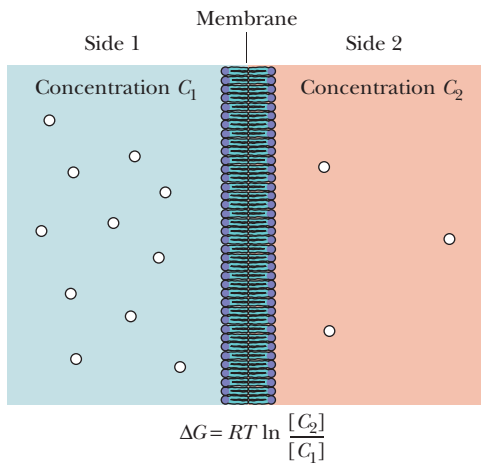 Membrane
Side 1 Side 2
Concentration C₁ Concentration C₂
ΔG = RT ln [C₂]/[C₁]